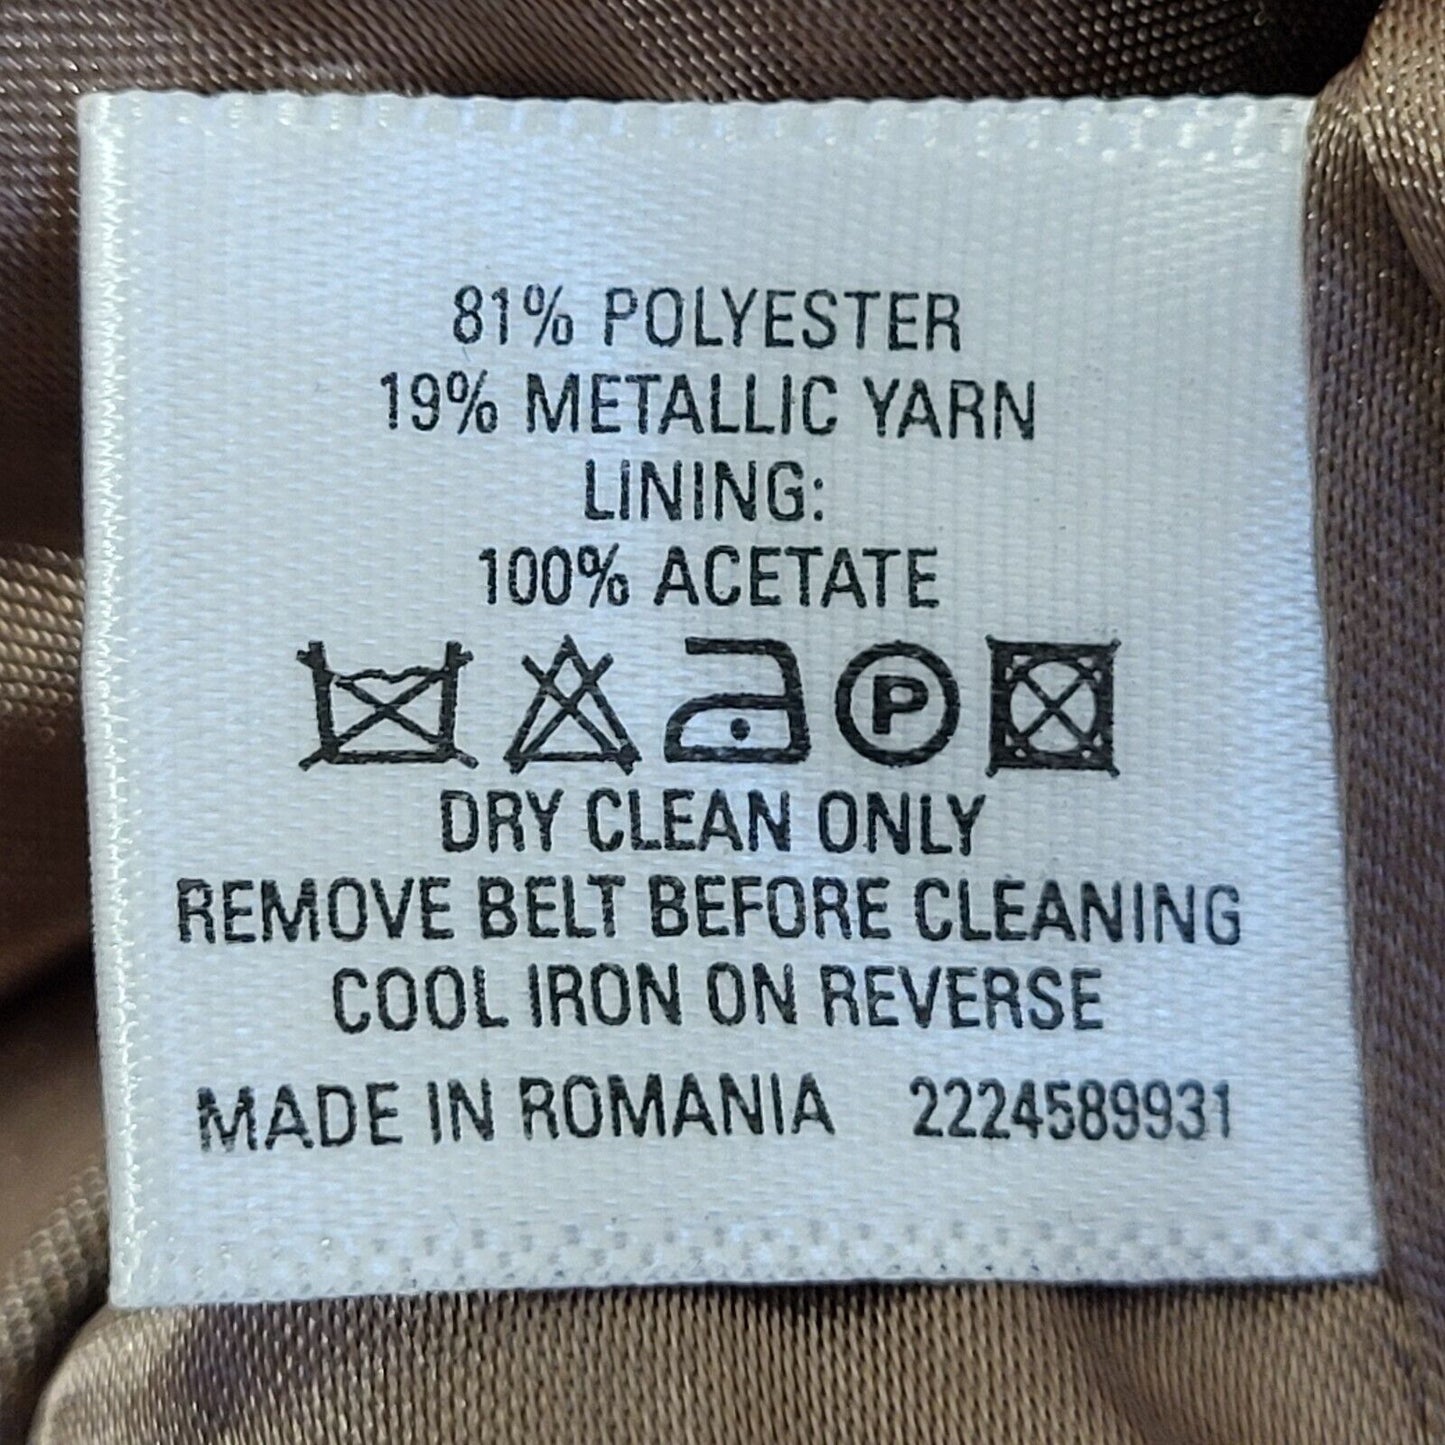 81% POLYESTER
19% METALLIC YARN
LINING:
100% ACETATE
P
DRY CLEAN ONLY
REMOVE BELT BEFORE CLEANING
COOL IRON ON REVERSE
MADE IN ROMANIA 2224589931